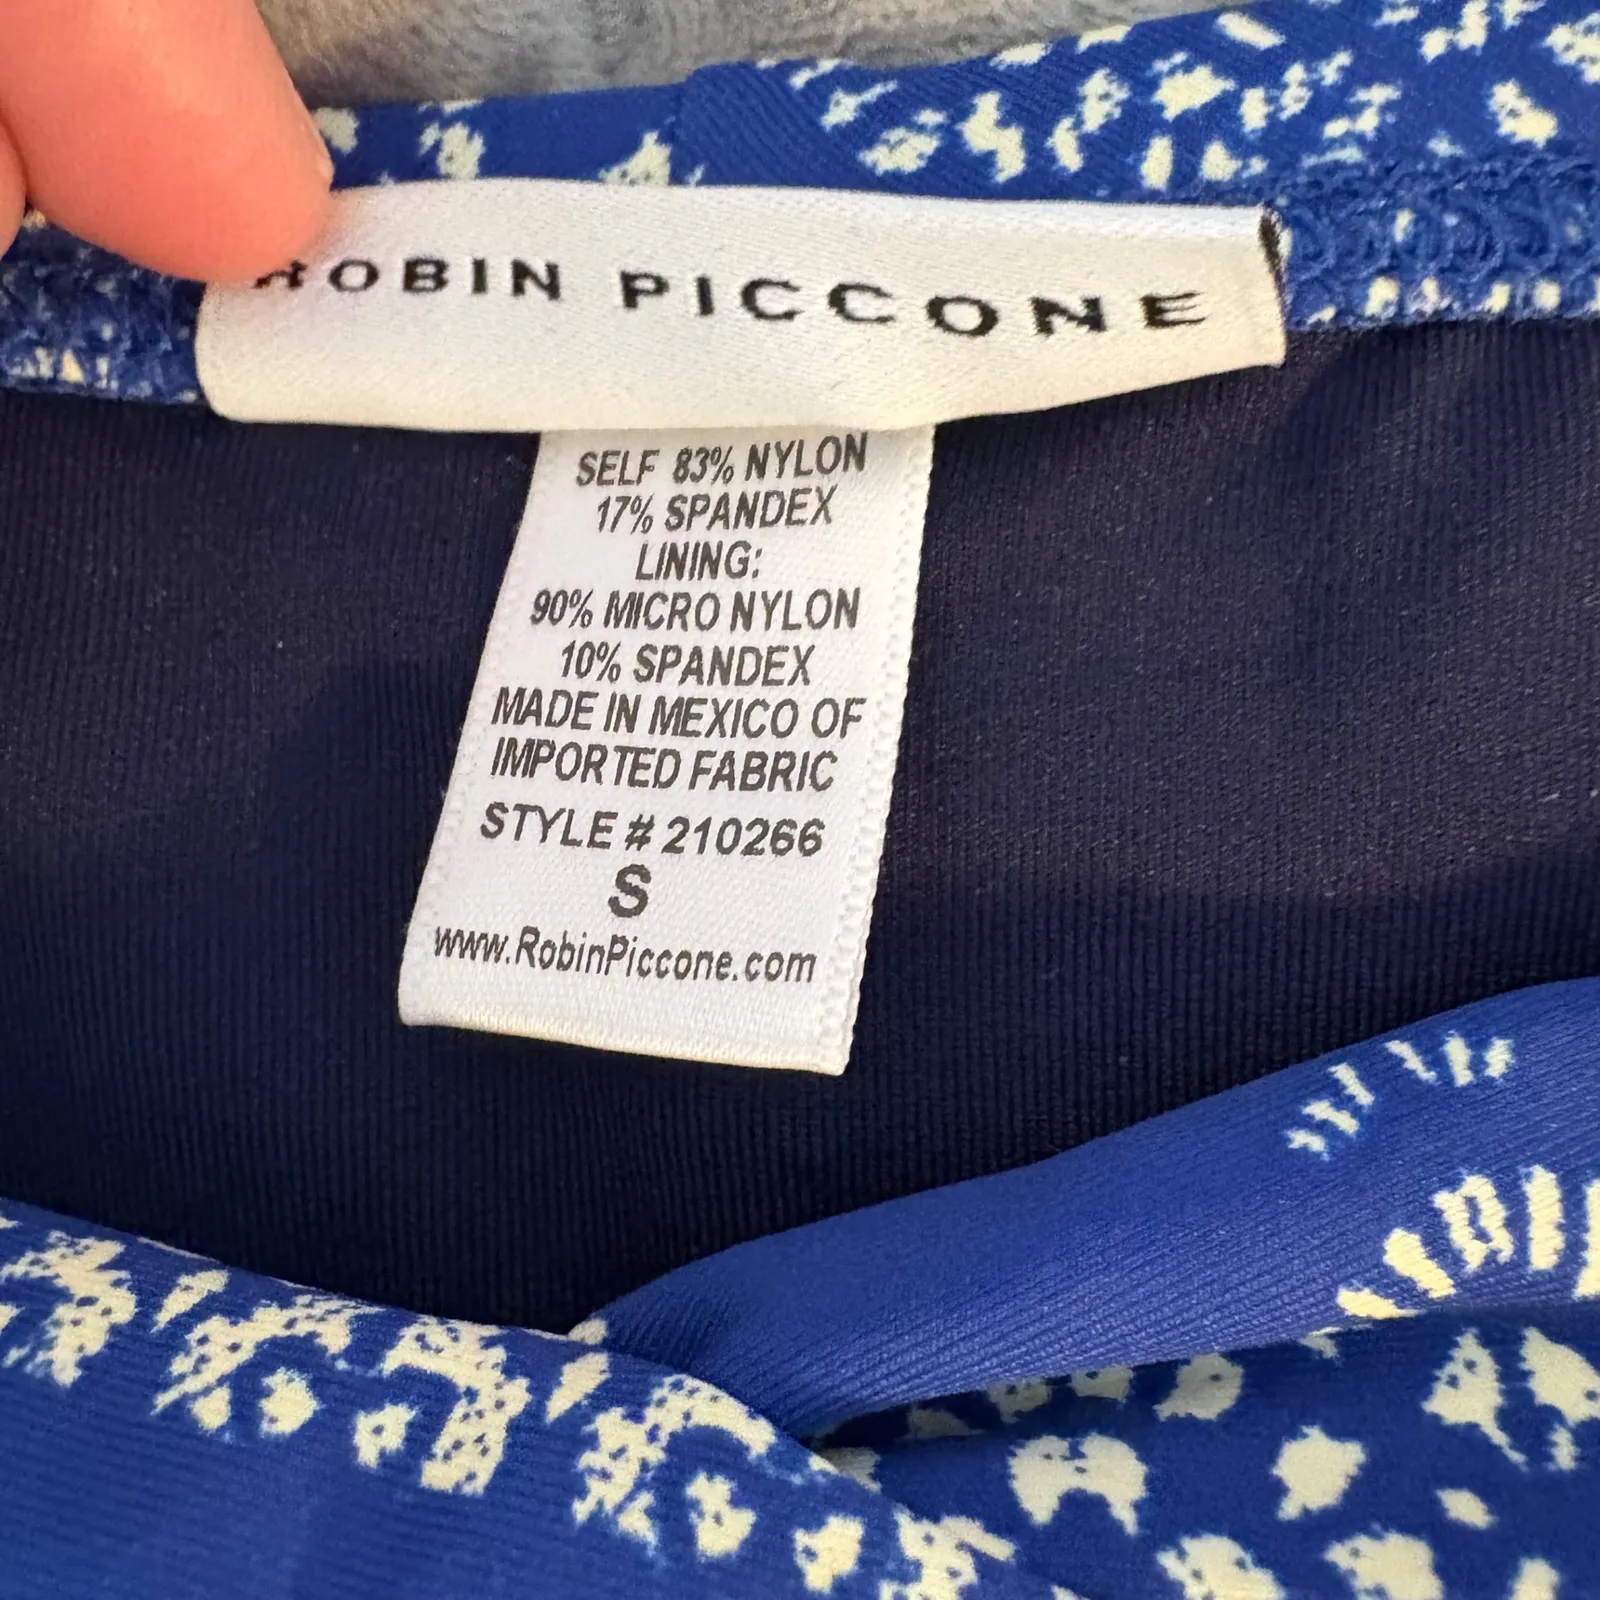 ROBIN PICCONE
SELF 83% NYLON
17% SPANDEX
LINING:
90% MICRO NYLON
10% SPANDEX
MADE IN MEXICO OF
IMPORTED FABRIC
STYLE # 210266
S
www.RobinPiccone.com